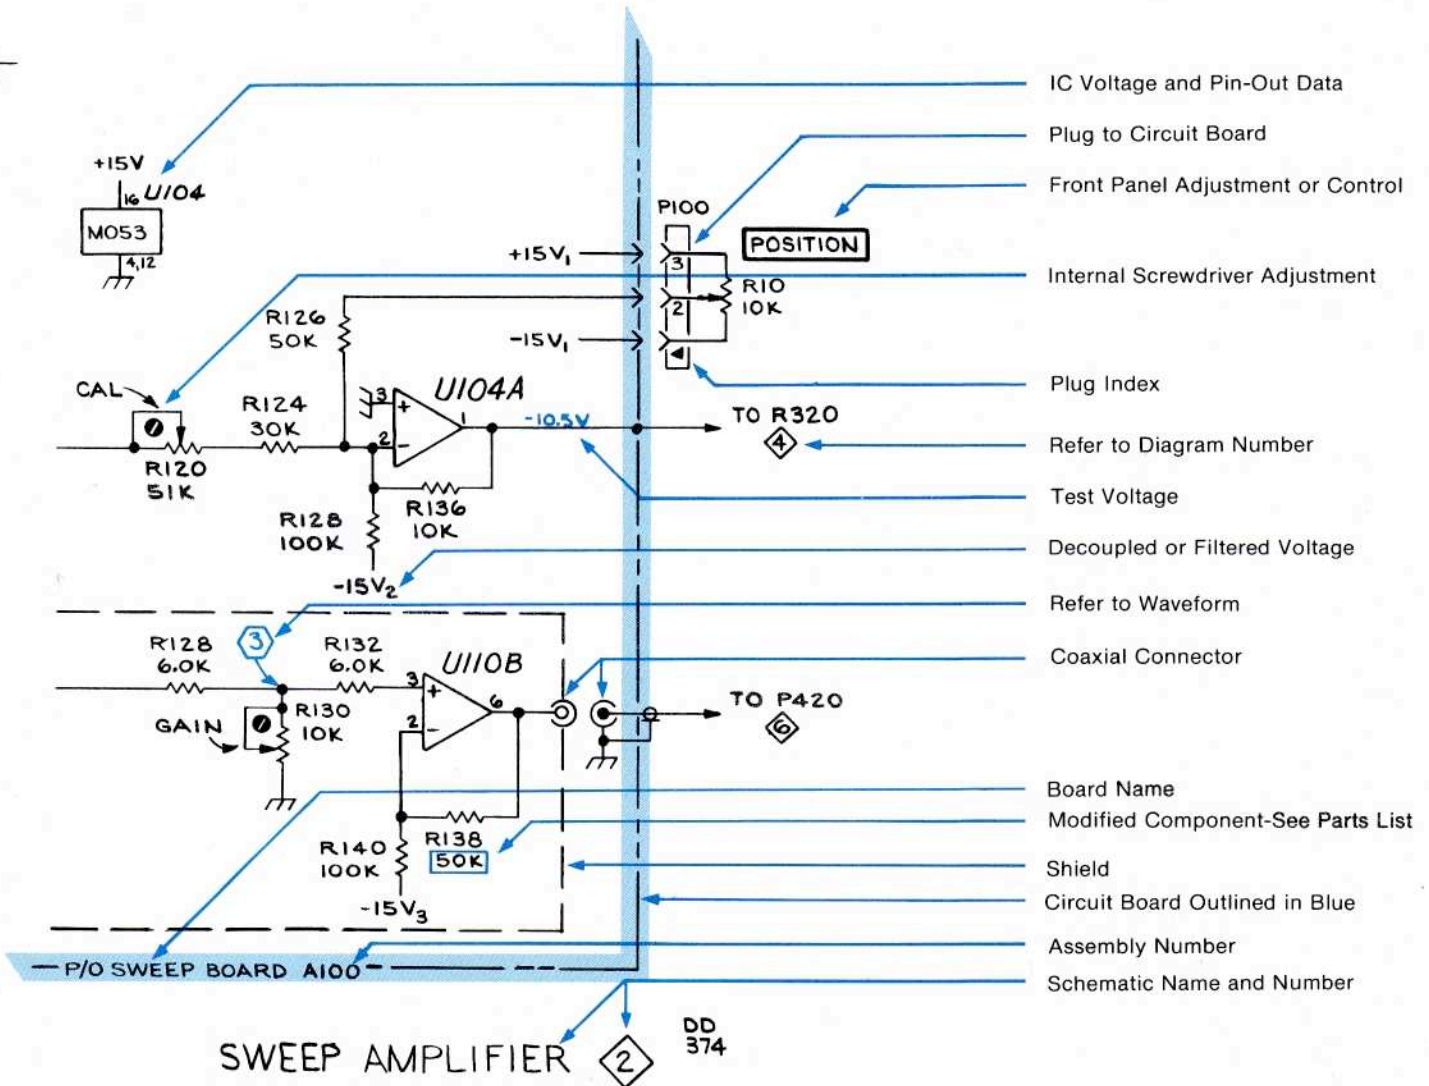 IC Voltage and Pin-Out Data
Plug to Circuit Board
+15V
16 U104
Front Panel Adjustment or Control
P100
M053
POSITION
+15V1
3
4,12
Internal Screwdriver Adjustment
R10
10K
2
R126
50K
-15V1
CAL
U104A
Plug Index
3
+
R124
30K
1
-10.5V
TO R320
4
2
-
Refer to Diagram Number
R120
51K
Test Voltage
R136
10K
R128
100K
Decoupled or Filtered Voltage
-15V2
Refer to Waveform
3
R128
6.0K
R132
6.0K
U110B
Coaxial Connector
3
+
6
TO P420
6
R130
10K
GAIN
2
-
Board Name
Modified Component-See Parts List
R138
50K
R140
100K
Shield
-15V3
Circuit Board Outlined in Blue
Assembly Number
P/O SWEEP BOARD A100
Schematic Name and Number
SWEEP AMPLIFIER
2
DD
374